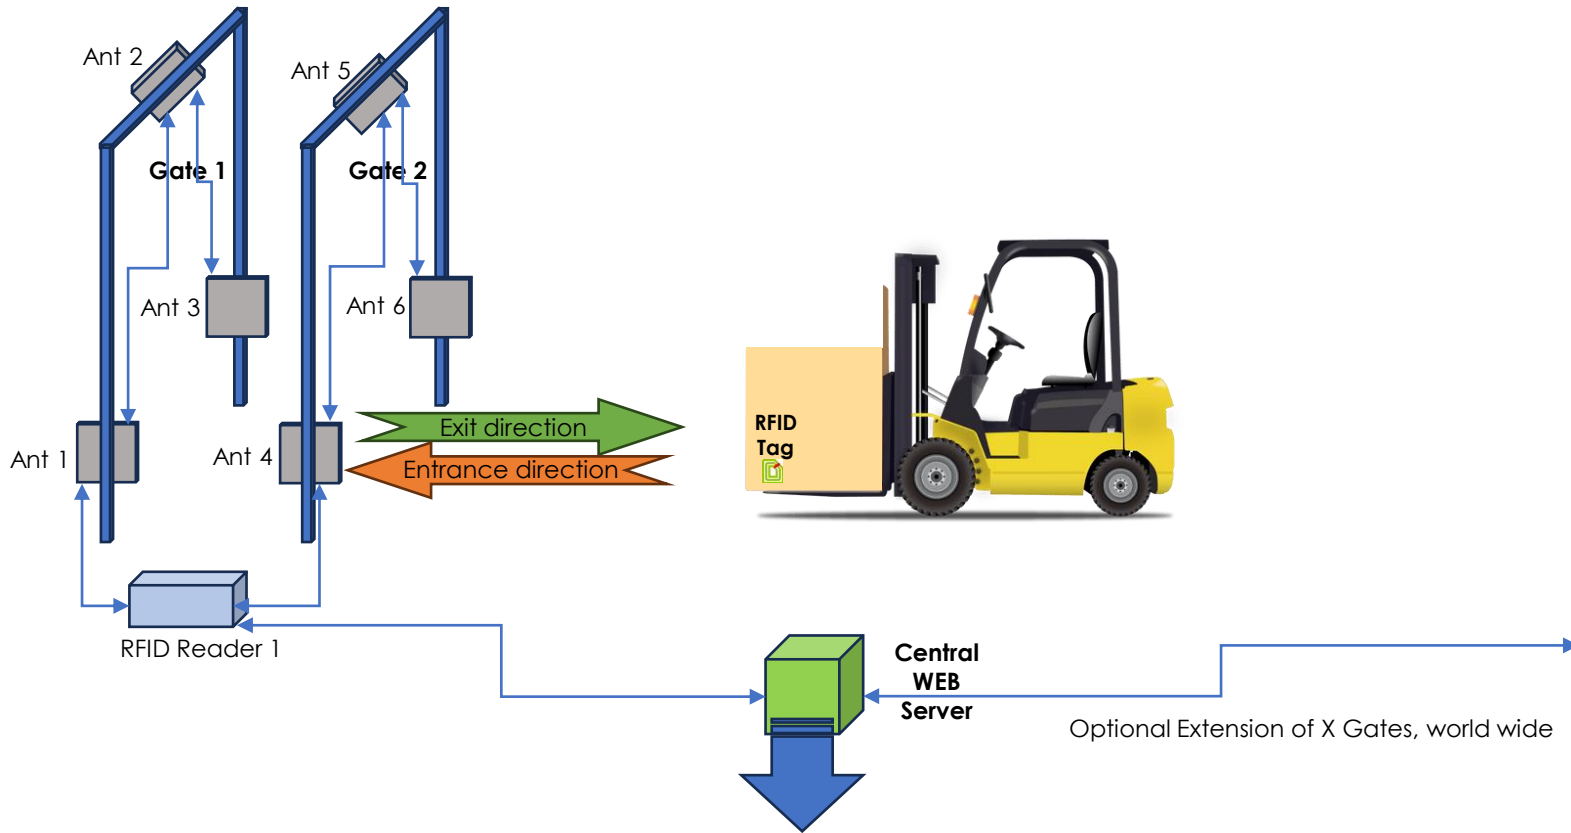 Ant 2
Ant 5
Gate 1
Gate 2
Ant 3
Ant 6
Ant 1
Ant 4
Exit direction
Entrance direction
RFID
Tag
RFID Reader 1
Central
WEB
Server
Optional Extension of X Gates, world wide